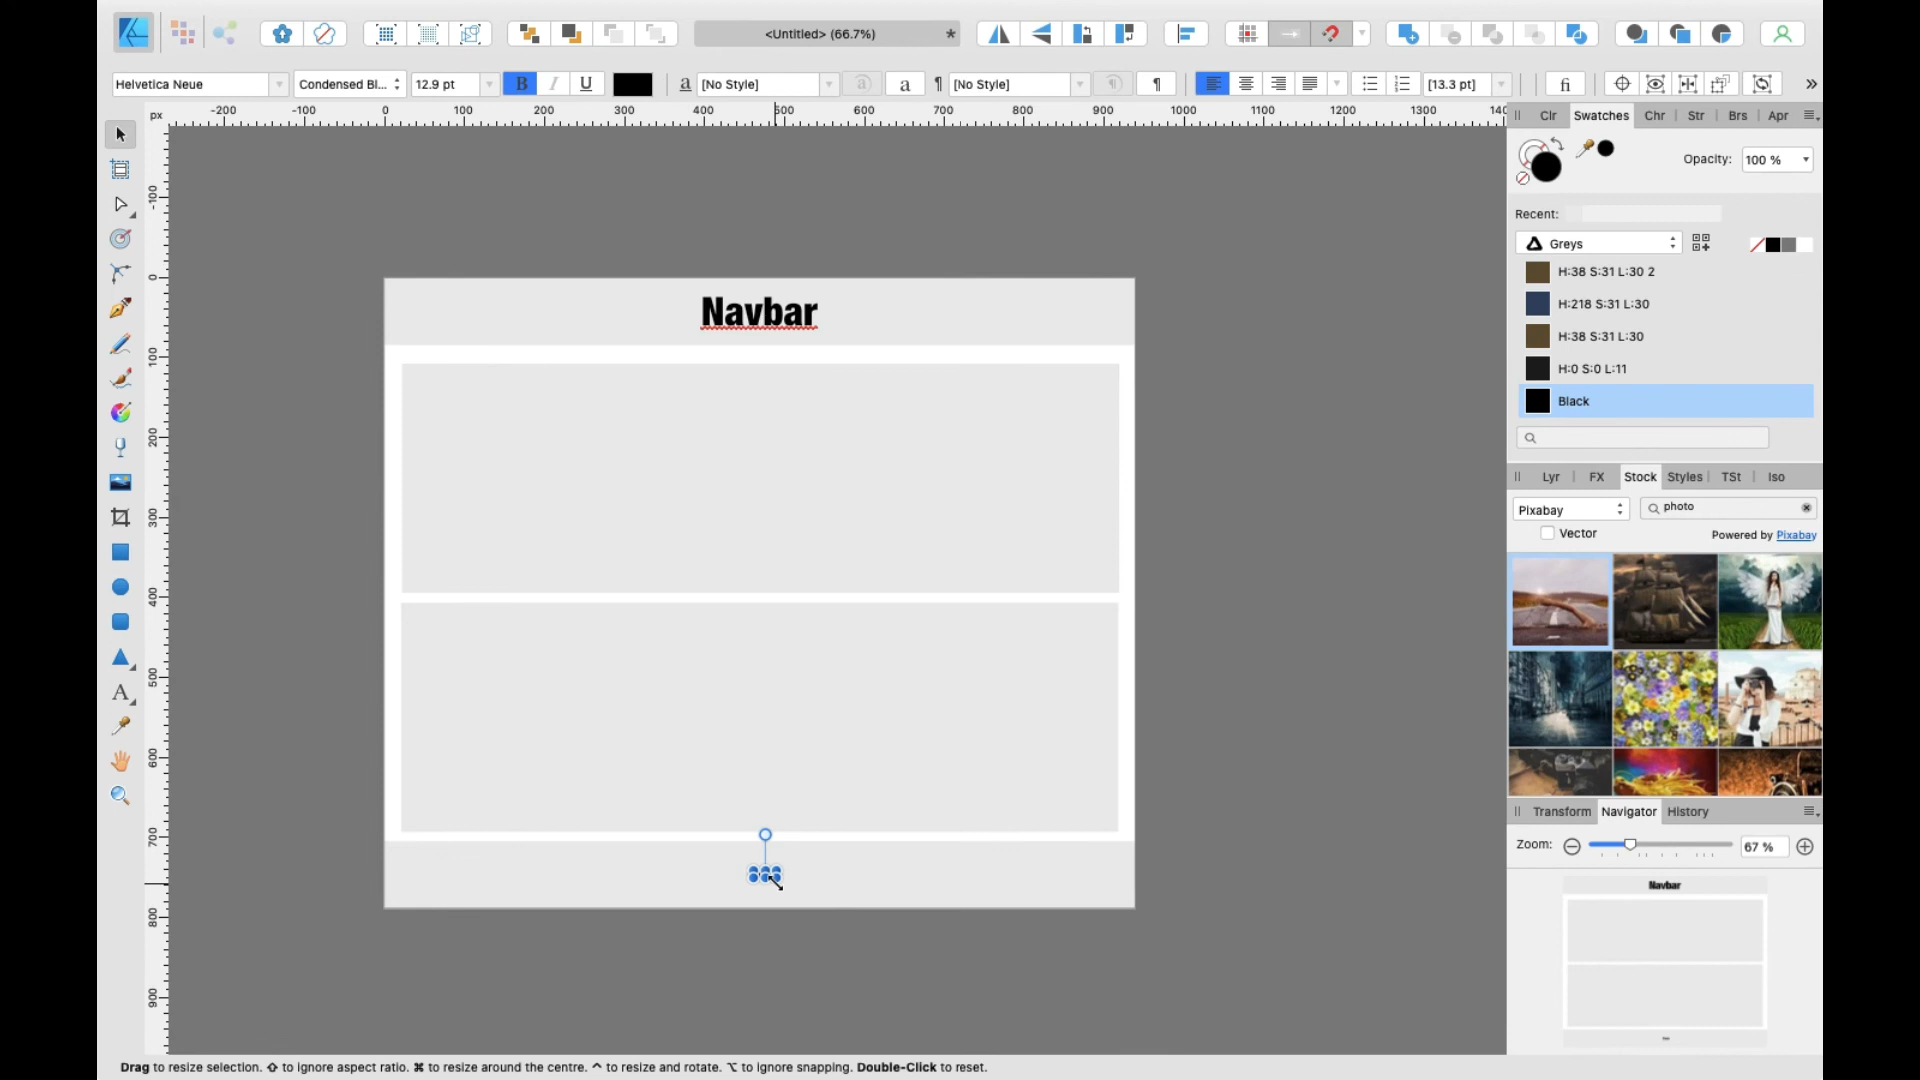 <Untitled> (66.7%) *
Helvetica Neue Condensed Bl... 12.9 pt B I U a [No Style] a a ¶ [No Style] ¶ [13.3 pt] fi »
px -200 -100 0 100 200 300 400 500 600 700 800 900 1000 1100 1200 1300 140
-100
0
100
200
300
400
500
600
700
800
900
Clr Swatches Chr Str Brs Apr
Opacity: 100 %
Recent:
Greys
H:38 S:31 L:30 2
H:218 S:31 L:30
H:38 S:31 L:30
H:0 S:0 L:11
Black
Navbar
Lyr FX Stock Styles TSt Iso
Pixabay photo
Vector Powered by Pixabay
Transform Navigator History
Zoom: 67 %
Navbar
Drag to resize selection. ⇧ to ignore aspect ratio. ⌘ to resize around the centre. ^ to resize and rotate. ⌥ to ignore snapping. Double-Click to reset.